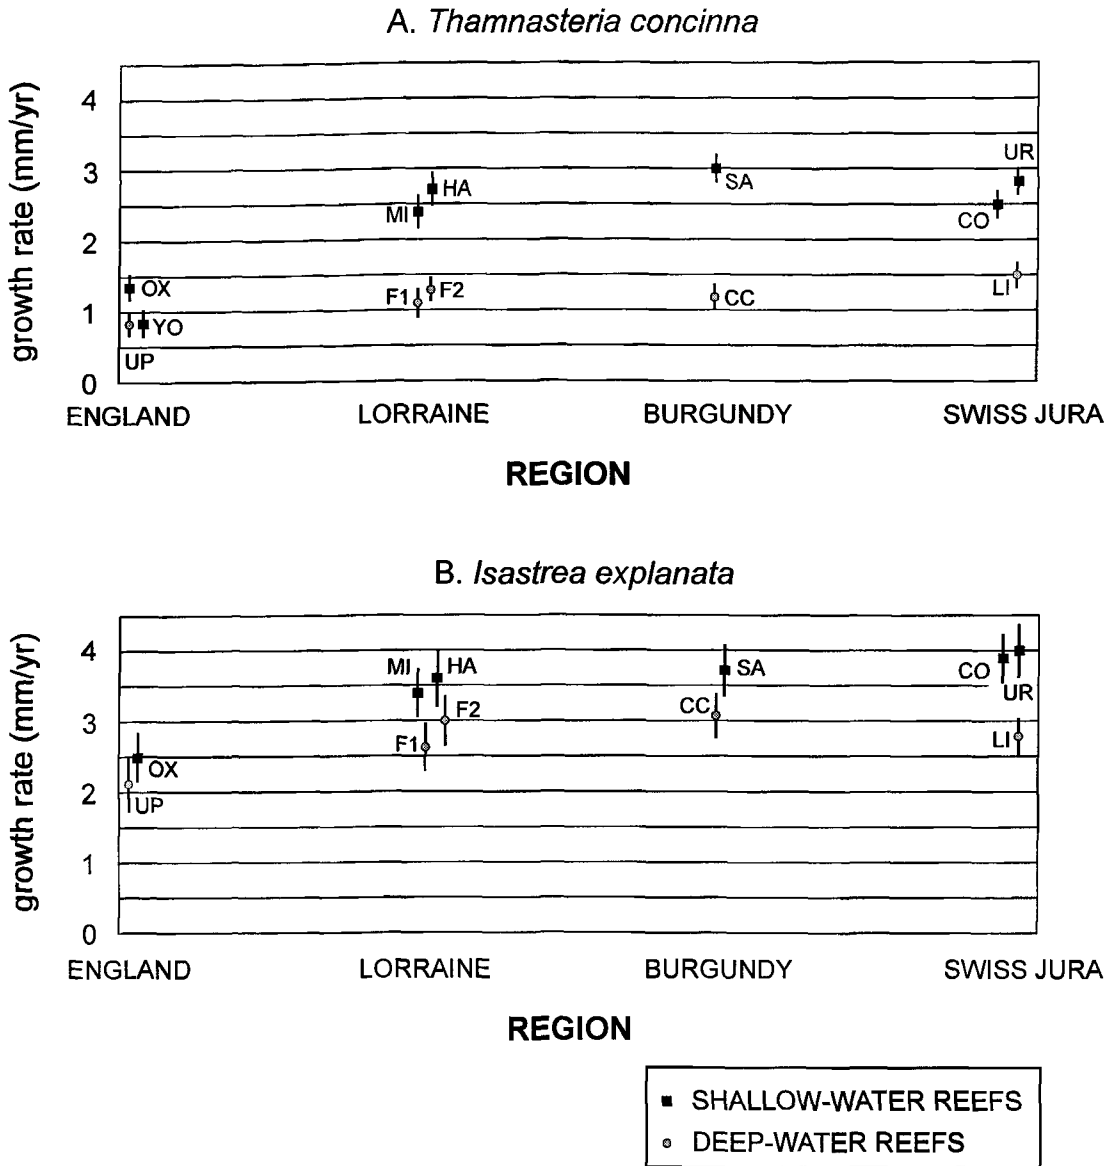 A. Thamnasteria concinna
growth rate (mm/yr)
4
3
2
1
0
OX
YO
UP
MI
HA
F1
F2
SA
CC
UR
CO
LI
ENGLAND
LORRAINE
BURGUNDY
SWISS JURA
REGION
B. Isastrea explanata
growth rate (mm/yr)
4
3
2
1
0
OX
UP
MI
HA
F2
F1
SA
CC
CO
UR
LI
ENGLAND
LORRAINE
BURGUNDY
SWISS JURA
REGION
SHALLOW-WATER REEFS
DEEP-WATER REEFS